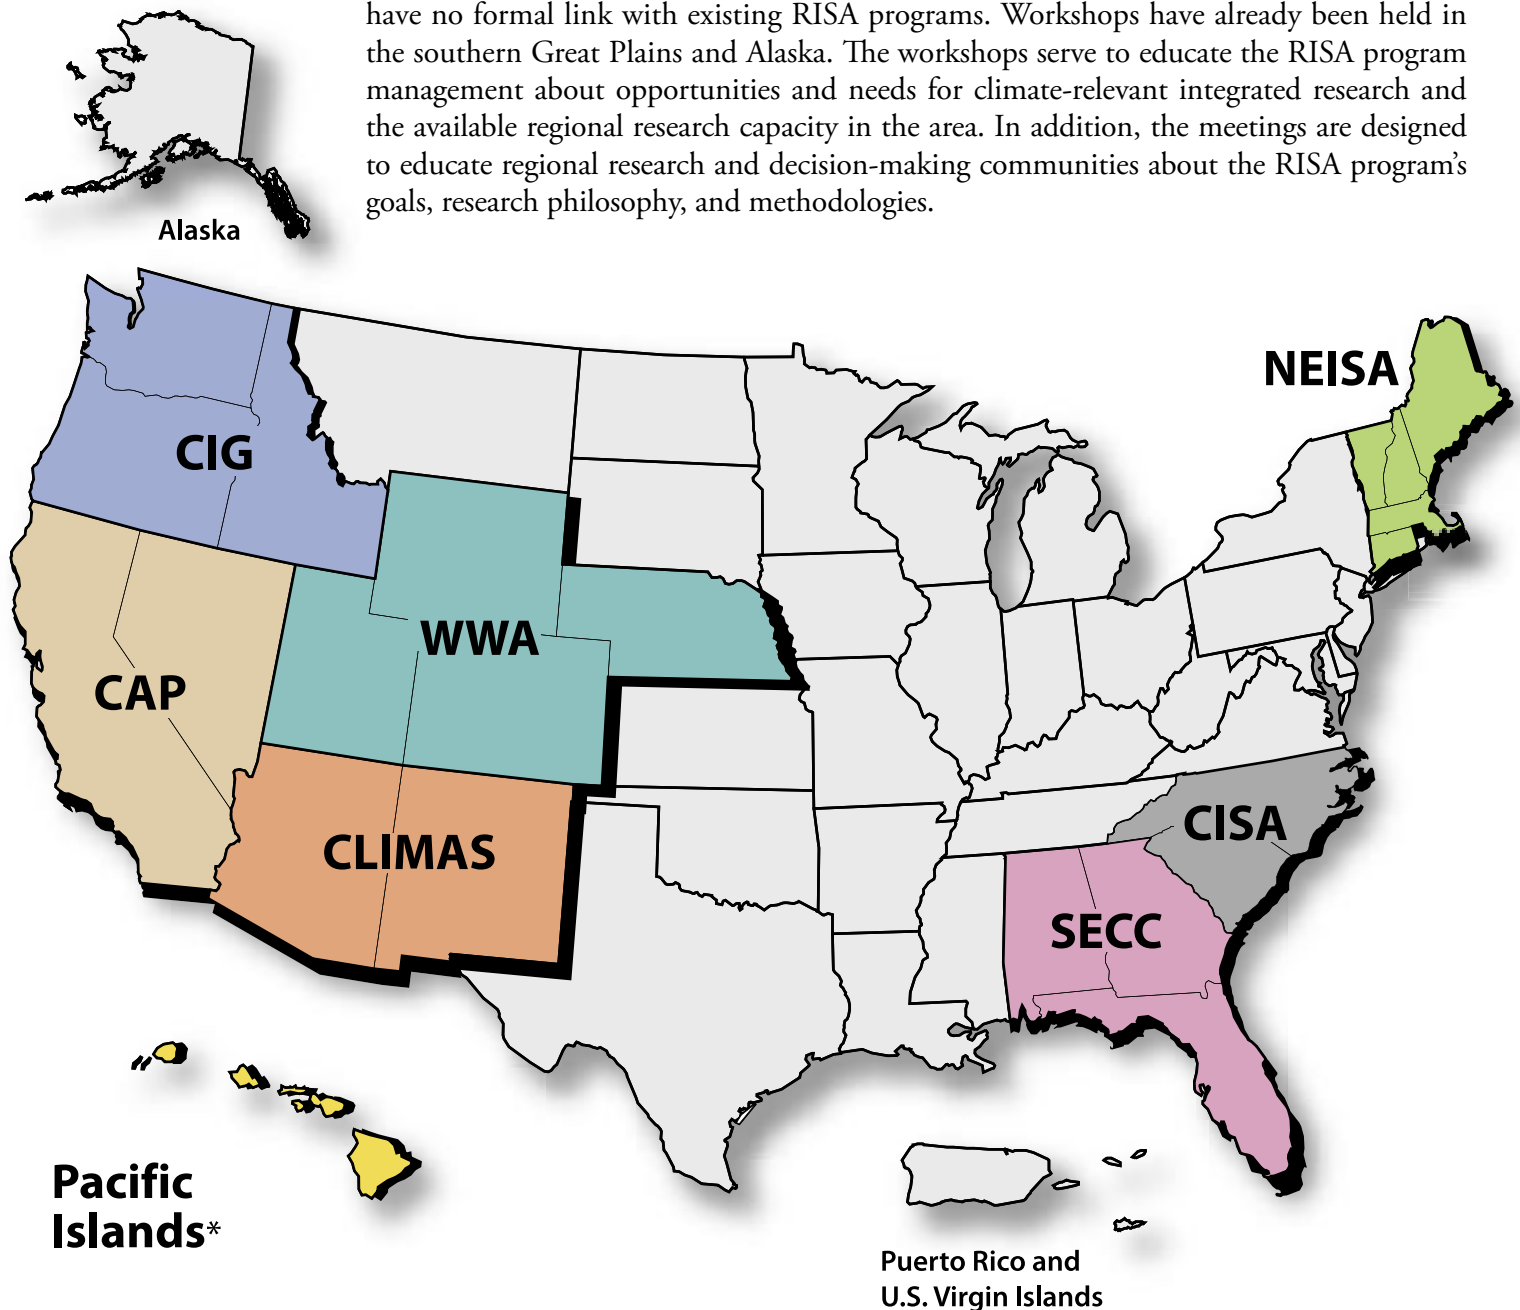 have no formal link with existing RISA programs. Workshops have already been held in
the southern Great Plains and Alaska. The workshops serve to educate the RISA program
management about opportunities and needs for climate-relevant integrated research and
the available regional research capacity in the area. In addition, the meetings are designed
to educate regional research and decision-making communities about the RISA program’s
goals, research philosophy, and methodologies.
Alaska
NEISA
CIG
WWA
CAP
CISA
CLIMAS
SECC
Pacific
Islands*
Puerto Rico and
U.S. Virgin Islands